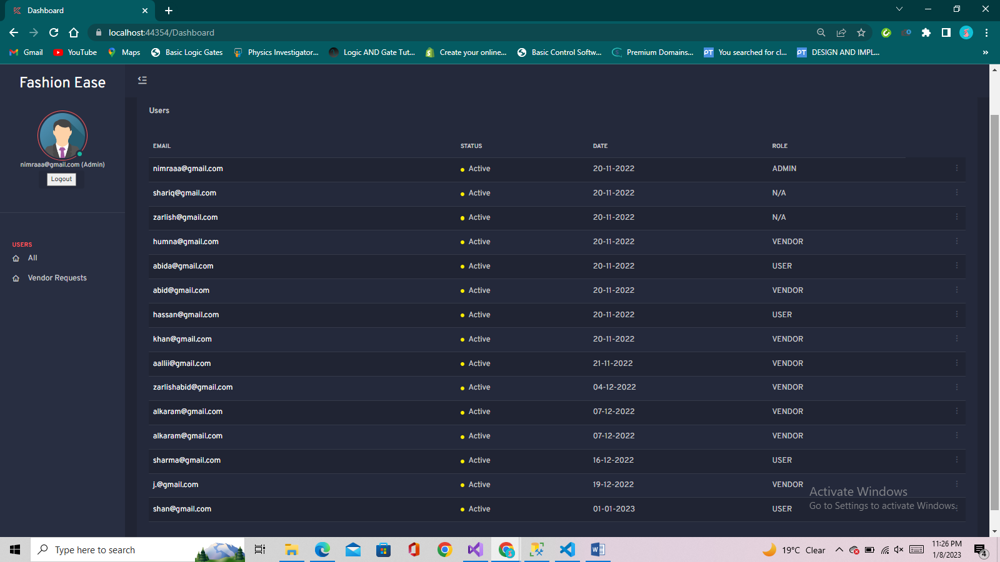 Dashboard
localhost:44354/Dashboard
Gmail YouTube Maps Basic Logic Gates Physics Investigator... Logic AND Gate Tut... Create your online... Basic Control Softw... Premium Domains... PT You searched for cl... PT DESIGN AND IMPL... »
Fashion Ease
nimraaa@gmail.com (Admin)
Logout
USERS
All
Vendor Requests
Users
EMAIL STATUS DATE ROLE
nimraaa@gmail.com Active 20-11-2022 ADMIN
shariq@gmail.com Active 20-11-2022 N/A
zarlish@gmail.com Active 20-11-2022 N/A
humna@gmail.com Active 20-11-2022 VENDOR
abida@gmail.com Active 20-11-2022 USER
abid@gmail.com Active 20-11-2022 VENDOR
hassan@gmail.com Active 20-11-2022 USER
khan@gmail.com Active 20-11-2022 VENDOR
aallii@gmail.com Active 21-11-2022 VENDOR
zarlishabid@gmail.com Active 04-12-2022 VENDOR
alkaram@gmail.com Active 07-12-2022 VENDOR
alkaram@gmail.com Active 07-12-2022 VENDOR
sharma@gmail.com Active 16-12-2022 USER
j.@gmail.com Active 19-12-2022 VENDOR
shan@gmail.com Active 01-01-2023 USER
Activate Windows
Go to Settings to activate Windows.
Type here to search
19°C Clear
11:26 PM
1/8/2023
4